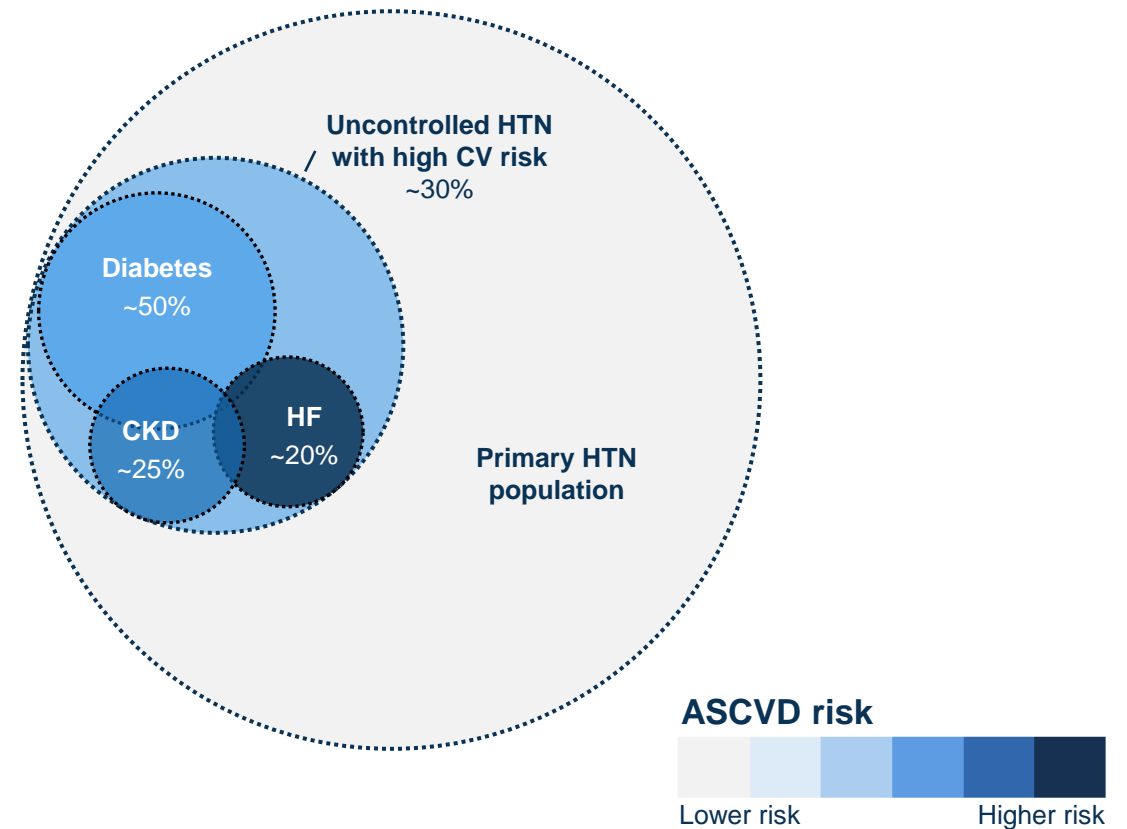 Uncontrolled HTN
with high CV risk
~30%
Diabetes
~50%
CKD
~25%
HF
~20%
Primary HTN
population
ASCVD risk
Lower risk
Higher risk